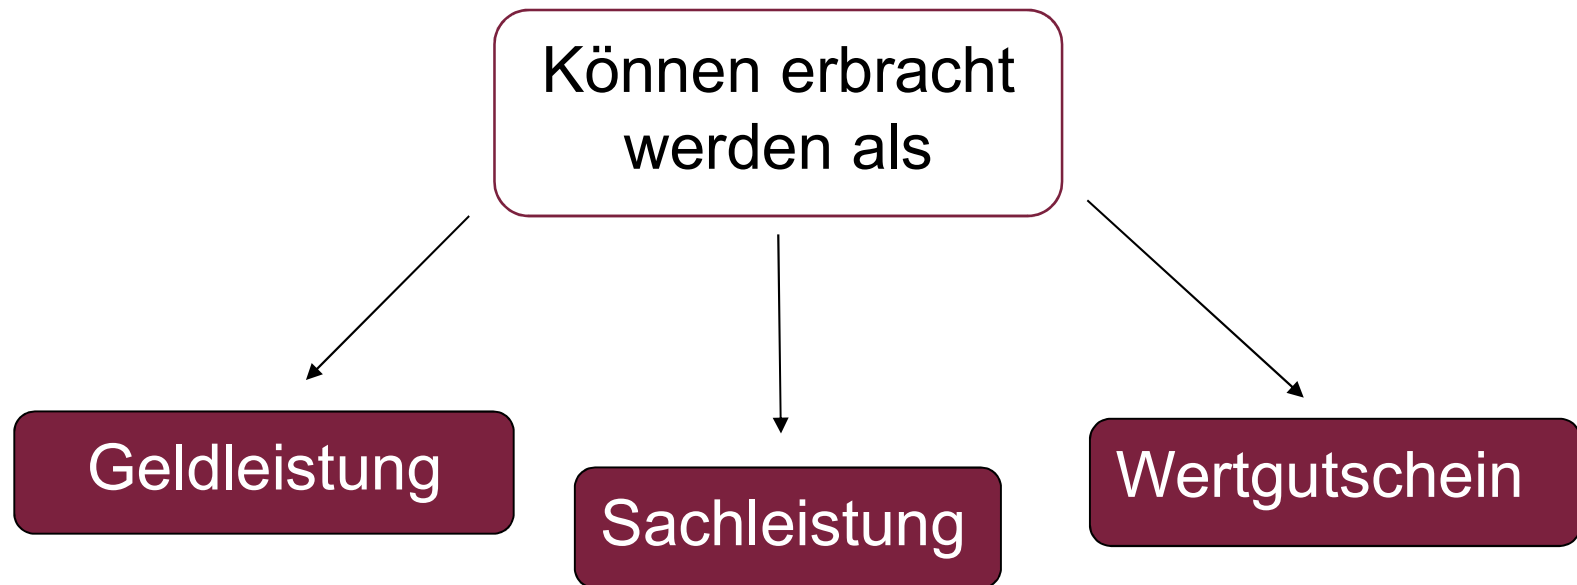 Können erbracht
werden als
Geldleistung
Sachleistung
Wertgutschein